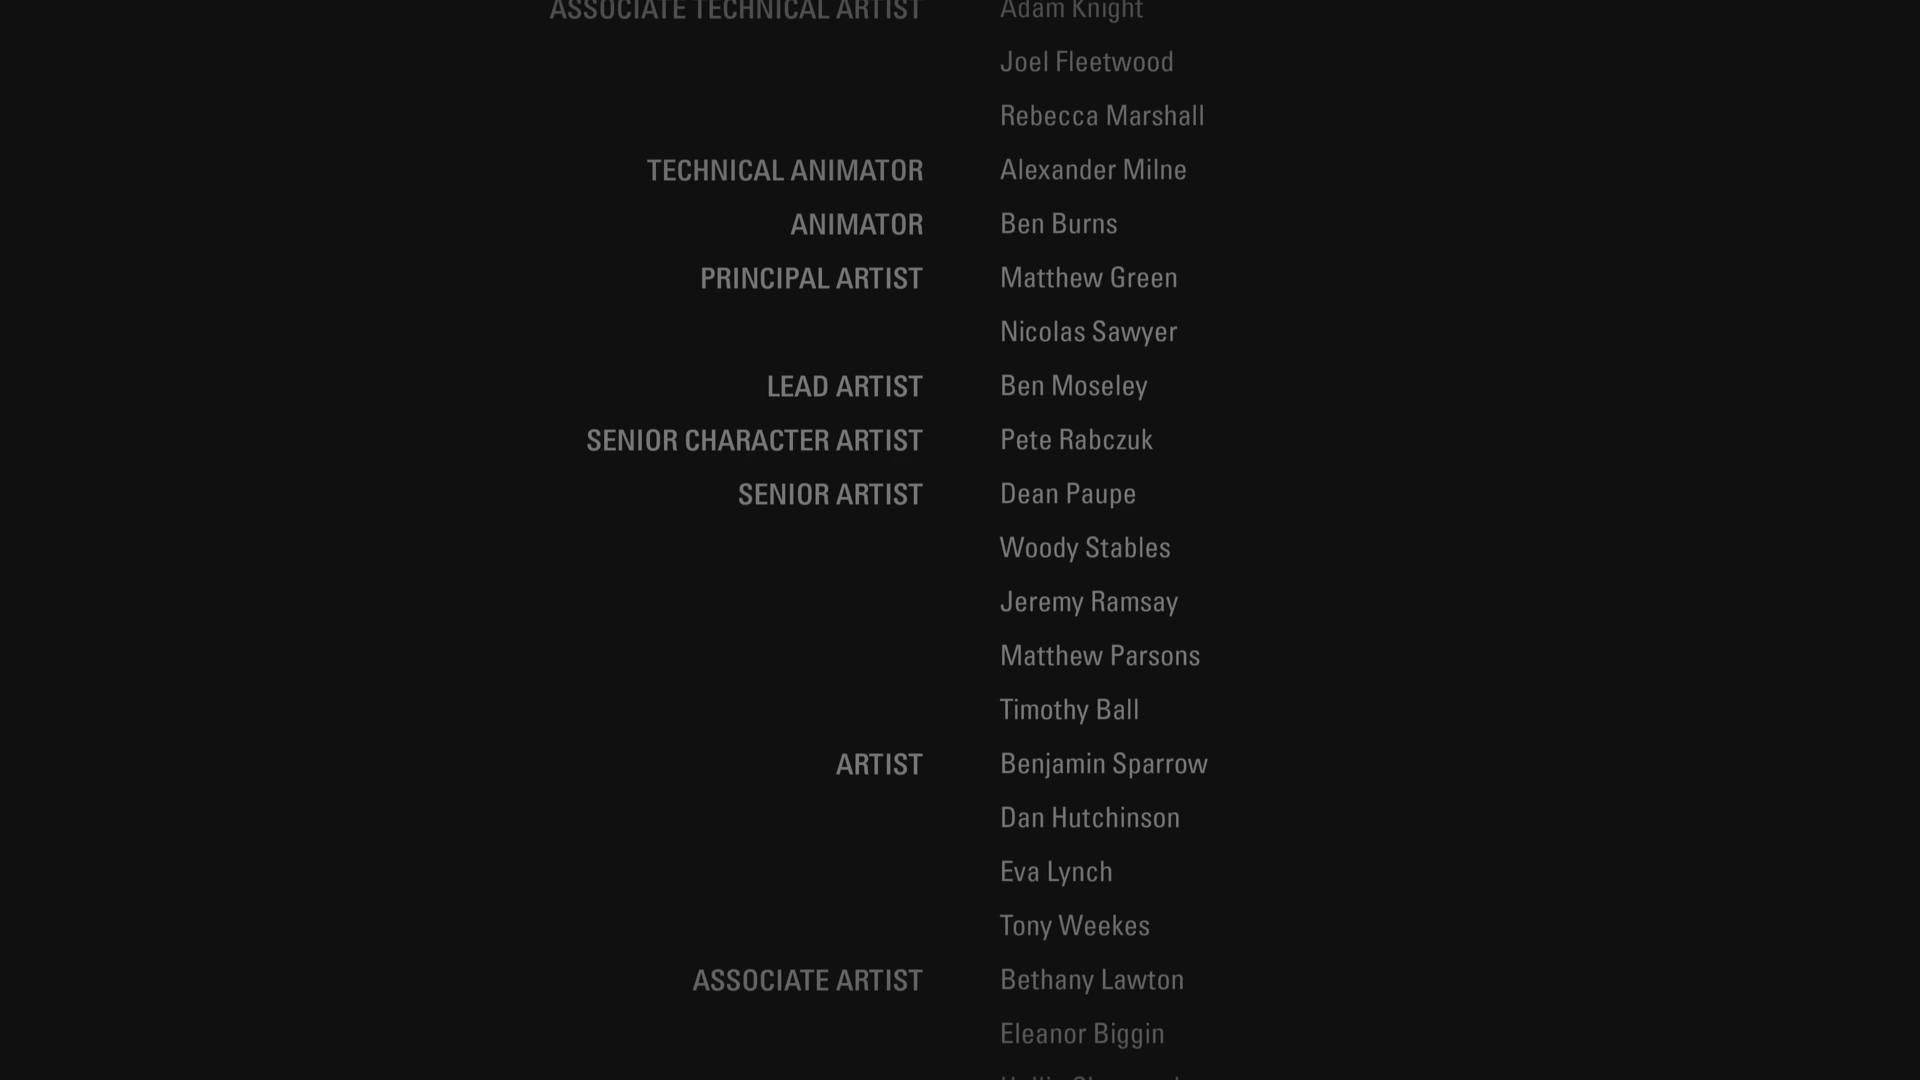 ASSOCIATE TECHNICAL ARTIST Adam Knight
Joel Fleetwood
Rebecca Marshall
TECHNICAL ANIMATOR Alexander Milne
ANIMATOR Ben Burns
PRINCIPAL ARTIST Matthew Green
Nicolas Sawyer
LEAD ARTIST Ben Moseley
SENIOR CHARACTER ARTIST Pete Rabczuk
SENIOR ARTIST Dean Paupe
Woody Stables
Jeremy Ramsay
Matthew Parsons
Timothy Ball
ARTIST Benjamin Sparrow
Dan Hutchinson
Eva Lynch
Tony Weekes
ASSOCIATE ARTIST Bethany Lawton
Eleanor Biggin